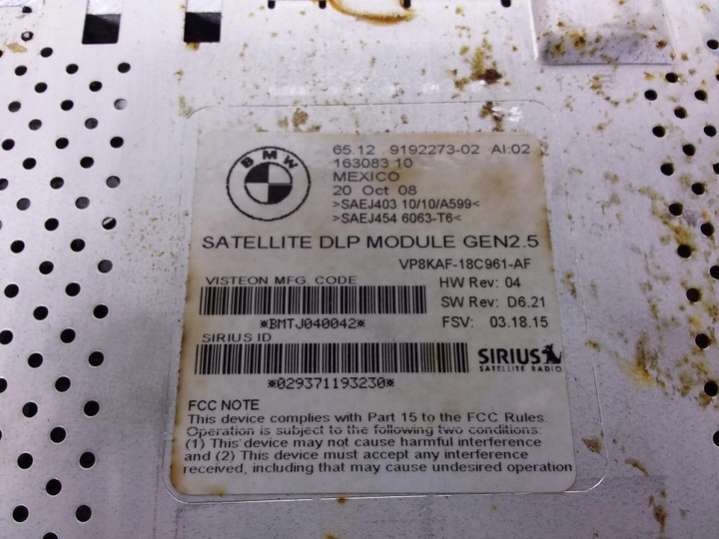 BMW
65.12 9192273-02 AI:02
163083 10
MEXICO
20 Oct 08
>SAEJ403 10/10/A599<
>SAEJ454 6063-T6<
SATELLITE DLP MODULE GEN2.5
VP8KAF-18C961-AF
VISTEON MFG. CODE
HW Rev: 04
SW Rev: D6.21
*BMTJ040042*
FSV: 03.18.15
SIRIUS ID
SIRIUS
SATELLITE RADIO
*029371193230*
FCC NOTE
This device complies with Part 15 to the FCC Rules.
Operation is subject to the following two conditions:
(1) This device may not cause harmful interference
and (2) This device must accept any interference
received, including that may cause undesired operation